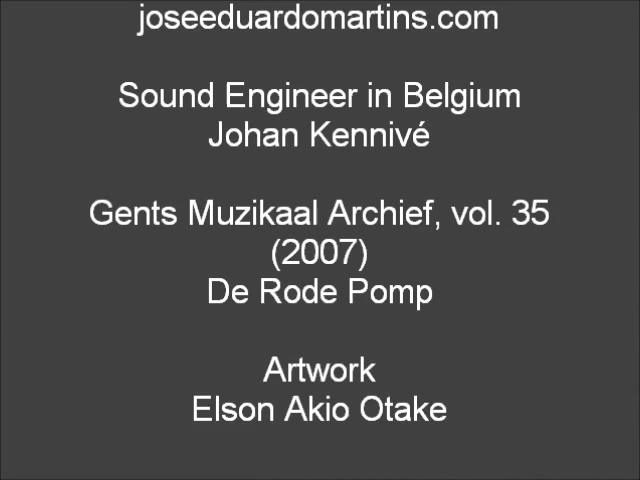 joseeduardomartins.com
Sound Engineer in Belgium
Johan Kennivé
Gents Muzikaal Archief, vol. 35
(2007)
De Rode Pomp
Artwork
Elson Akio Otake